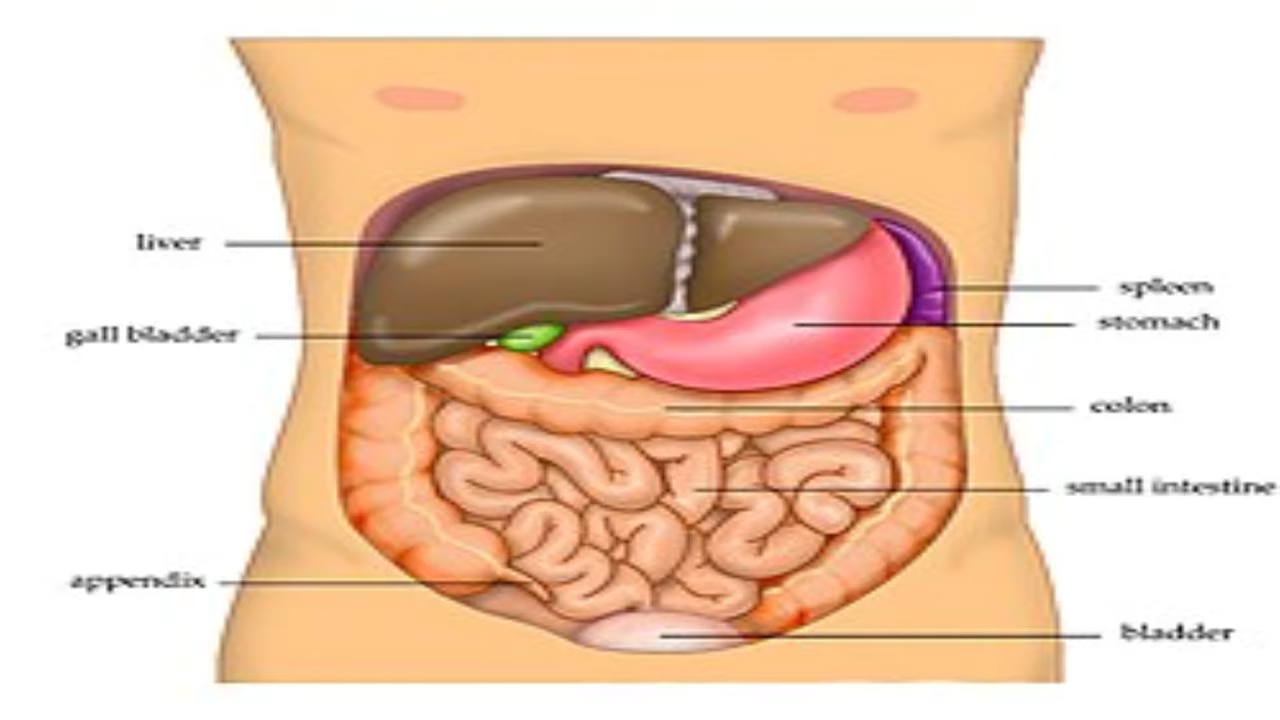 liver
spleen
stomach
gall bladder
colon
small intestine
appendix
bladder